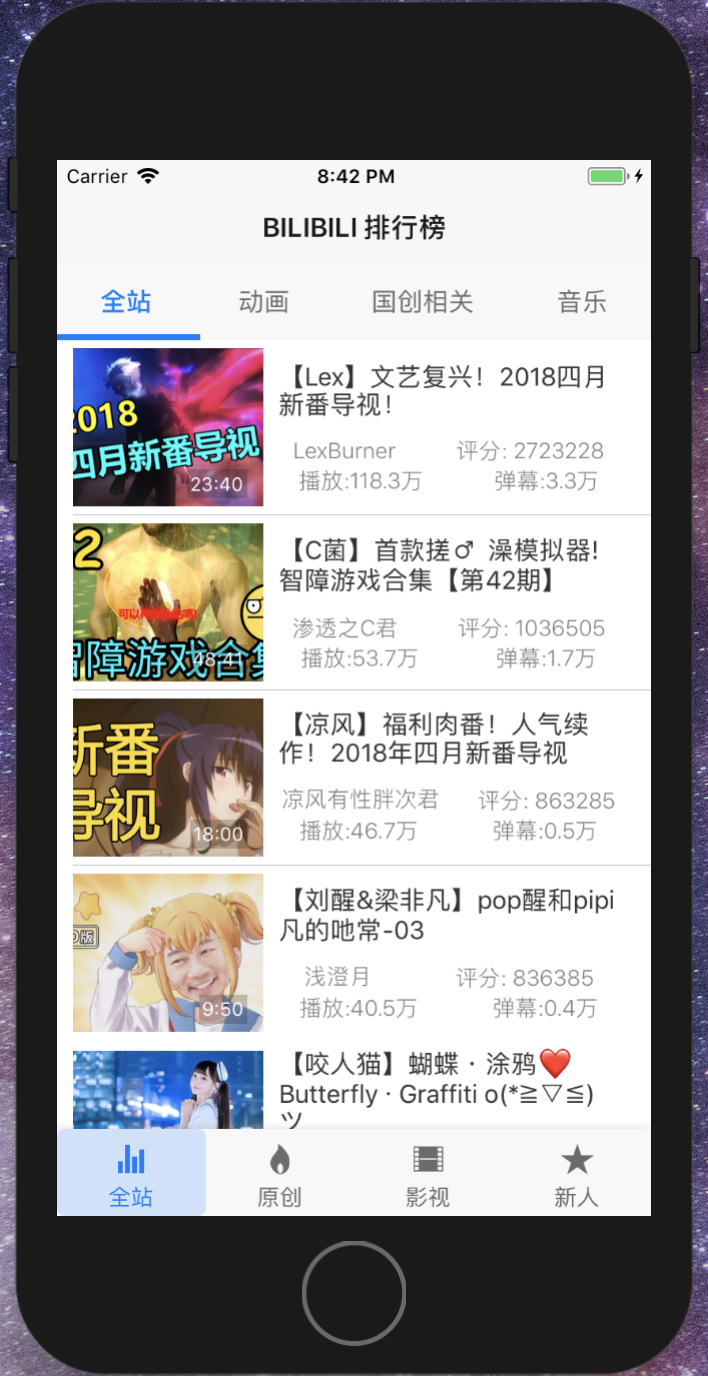 Carrier 8:42 PM
BILIBILI 排行榜
全站 动画 国创相关 音乐
2018
四月新番导视
23:40
【Lex】文艺复兴！2018四月
新番导视！
LexBurner 评分: 2723228
播放:118.3万 弹幕:3.3万
2
智障游戏合集
48:41
【C菌】首款搓♂ 澡模拟器!
智障游戏合集【第42期】
渗透之C君 评分: 1036505
播放:53.7万 弹幕:1.7万
新番
导视
18:00
【凉风】福利肉番！人气续
作！2018年四月新番导视
凉风有性胖次君 评分: 863285
播放:46.7万 弹幕:0.5万
版
9:50
【刘醒&梁非凡】pop醒和pipi
凡的吔常-03
浅澄月 评分: 836385
播放:40.5万 弹幕:0.4万
【咬人猫】蝴蝶 · 涂鸦❤️
Butterfly · Graffiti o(*≧▽≦)
ツ
全站 原创 影视 新人